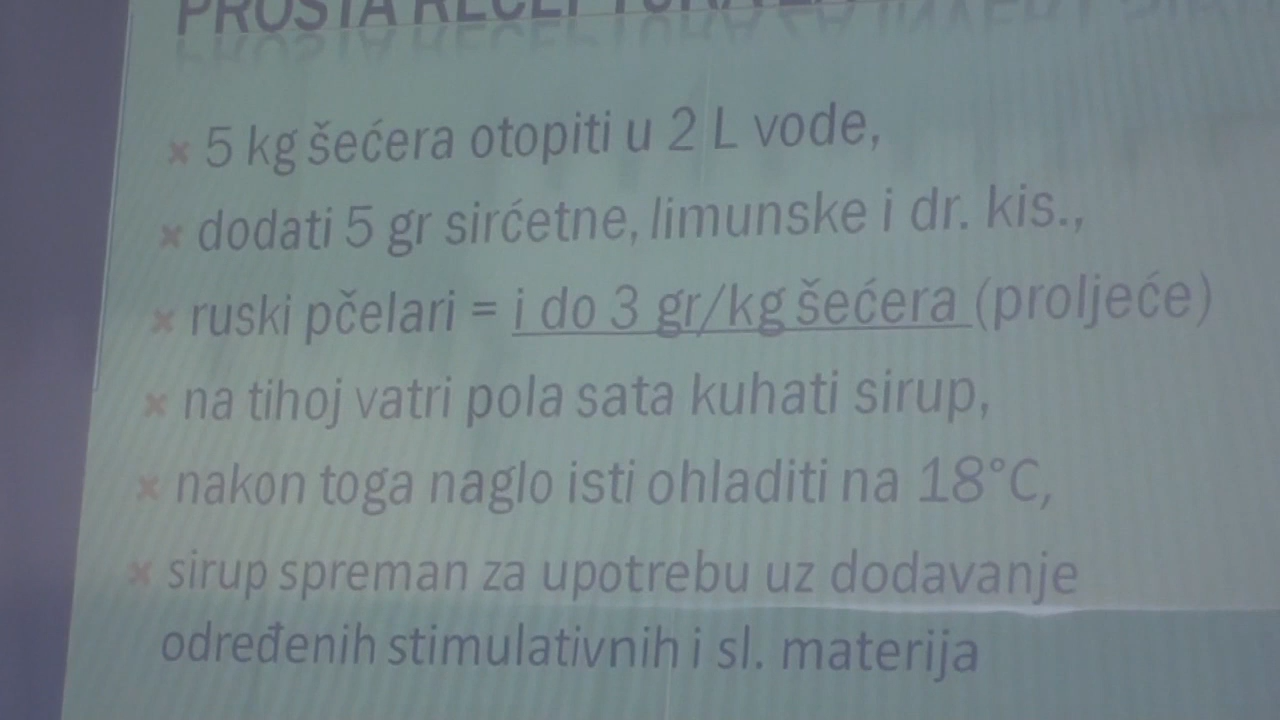 PROSTA RECEPTURA
5 kg šećera otopiti u 2 L vode,
dodati 5 gr sirćetne, limunske i dr. kis.,
ruski pčelari = i do 3 gr/kg šećera (proljeće)
na tihoj vatri pola sata kuhati sirup,
nakon toga naglo isti ohladiti na 18°C,
sirup spreman za upotrebu uz dodavanje
određenih stimulativnih i sl. materija